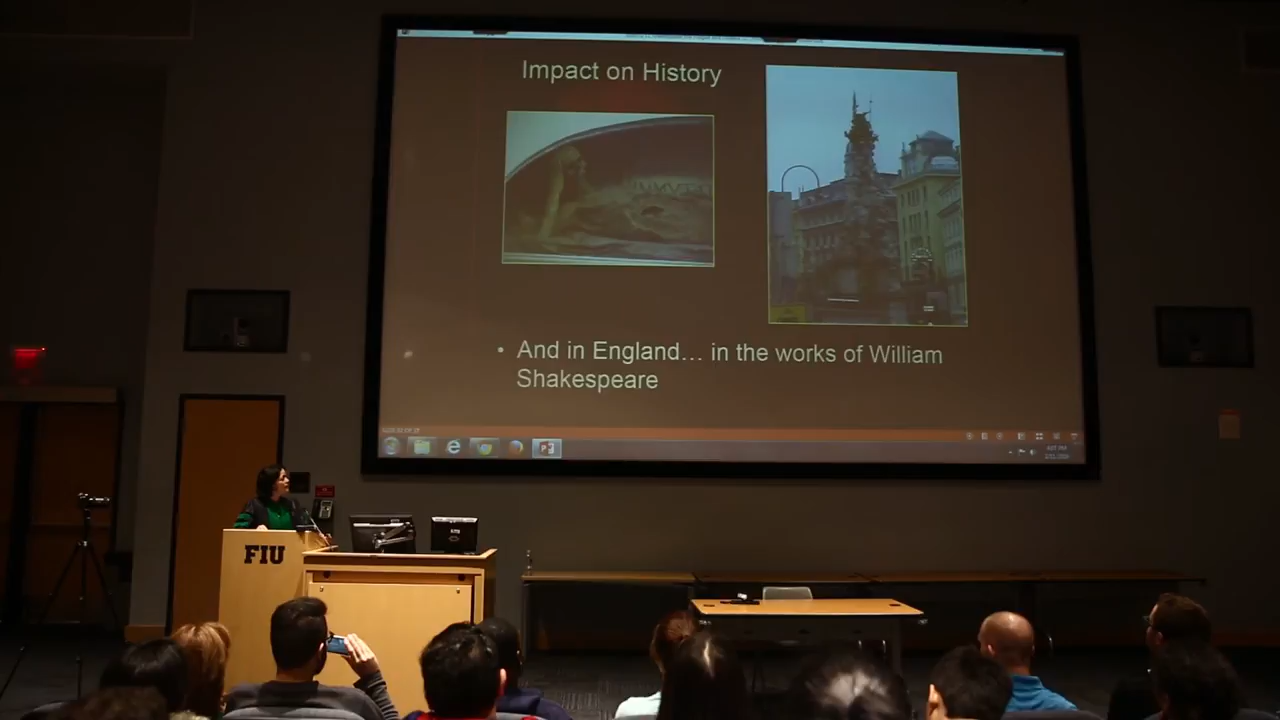 Impact on History
• And in England... in the works of William
Shakespeare
FIU